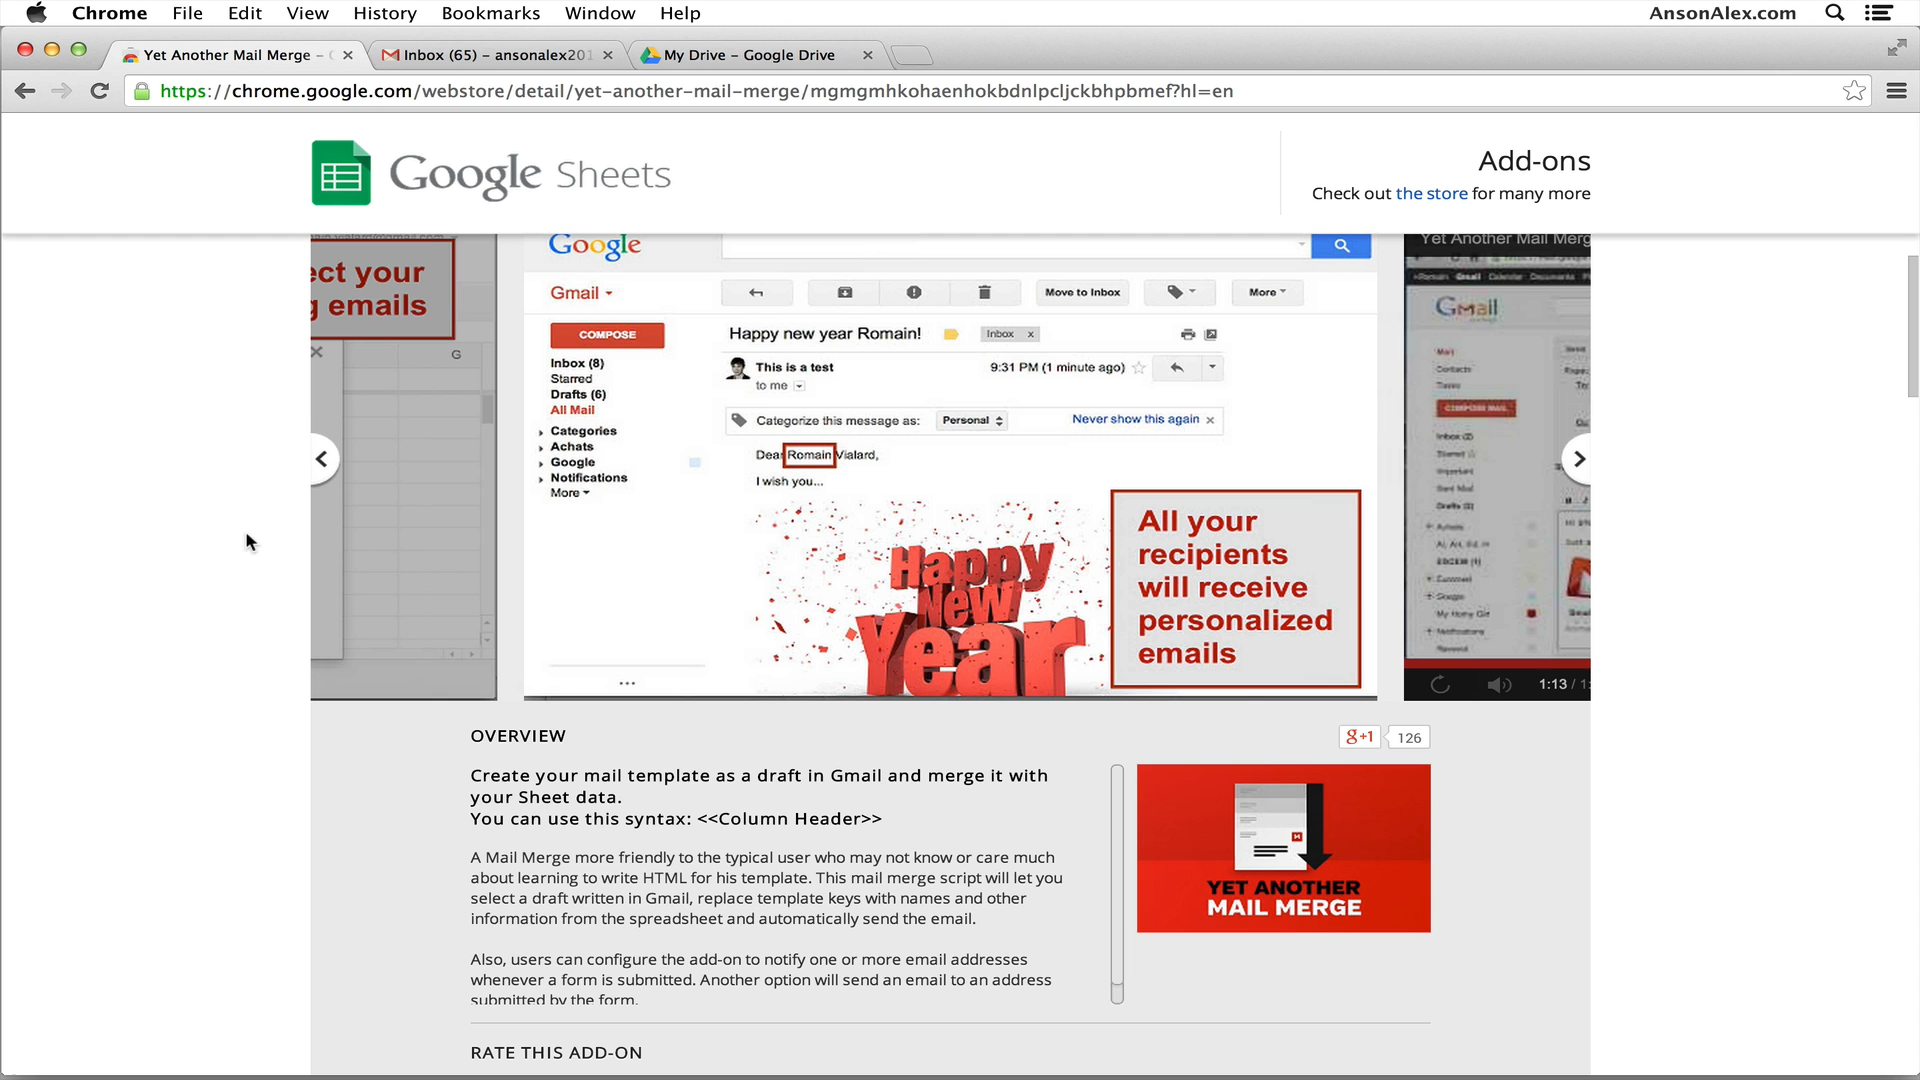 Chrome File Edit View History Bookmarks Window Help AnsonAlex.com
Yet Another Mail Merge –
Inbox (65) – ansonalex201
My Drive – Google Drive
https://chrome.google.com/webstore/detail/yet-another-mail-merge/mgmgmhkohaenhokbdnlpcljckbhpbmef?hl=en
Google Sheets
Add-ons
Check out the store for many more
ect your
g emails
G
Google
Gmail
Move to Inbox
More
COMPOSE
Happy new year Romain!
Inbox x
Inbox (8)
Starred
Drafts (6)
All Mail
Categories
Achats
Google
Notifications
More
This is a test
9:31 PM (1 minute ago)
to me
Categorize this message as: Personal
Never show this again x
Dear Romain Vialard,
I wish you...
Happy
New
Year
All your
recipients
will receive
personalized
emails
Yet Another Mail Merg
Gmail
Mail
Contacts
Tasks
COMPOSE MAIL
1:13 / 1:
OVERVIEW
g+1 126
Create your mail template as a draft in Gmail and merge it with
your Sheet data.
You can use this syntax: <<Column Header>>
A Mail Merge more friendly to the typical user who may not know or care much
about learning to write HTML for his template. This mail merge script will let you
select a draft written in Gmail, replace template keys with names and other
information from the spreadsheet and automatically send the email.
Also, users can configure the add-on to notify one or more email addresses
whenever a form is submitted. Another option will send an email to an address
submitted by the form.
YET ANOTHER
MAIL MERGE
RATE THIS ADD-ON